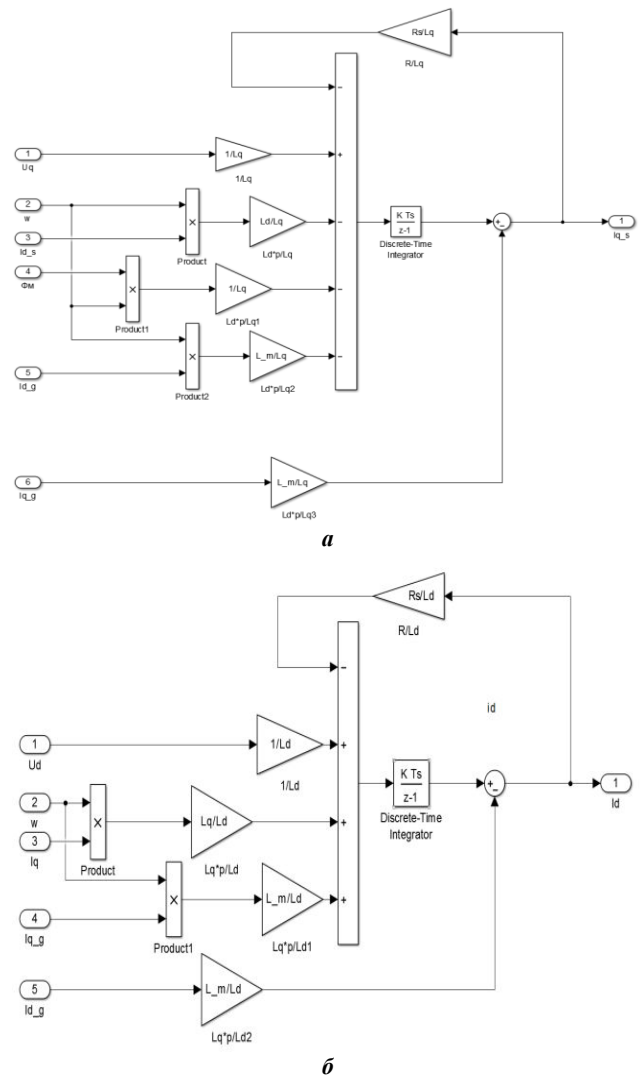 Rs/Lq
R/Lq
−
1
Uq
1/Lq
1/Lq
+
2
w
3
Id_s
×
Product
Ld/Lq
Ld*p/Lq
−
K Ts
z-1
Discrete-Time
Integrator
+
−
1
Iq_s
4
Фм
×
Product1
1/Lq
Ld*p/Lq1
−
5
Id_g
×
Product2
L_m/Lq
Ld*p/Lq2
−
6
Iq_g
L_m/Lq
Ld*p/Lq3
а
Rs/Ld
R/Ld
−
id
1
Ud
1/Ld
1/Ld
+
K Ts
z-1
Discrete-Time
Integrator
+
−
1
Id
2
w
3
Iq
×
Product
Lq/Ld
Lq*p/Ld
+
4
Iq_g
×
Product1
L_m/Ld
Lq*p/Ld1
+
5
Id_g
L_m/Ld
Lq*p/Ld2
б